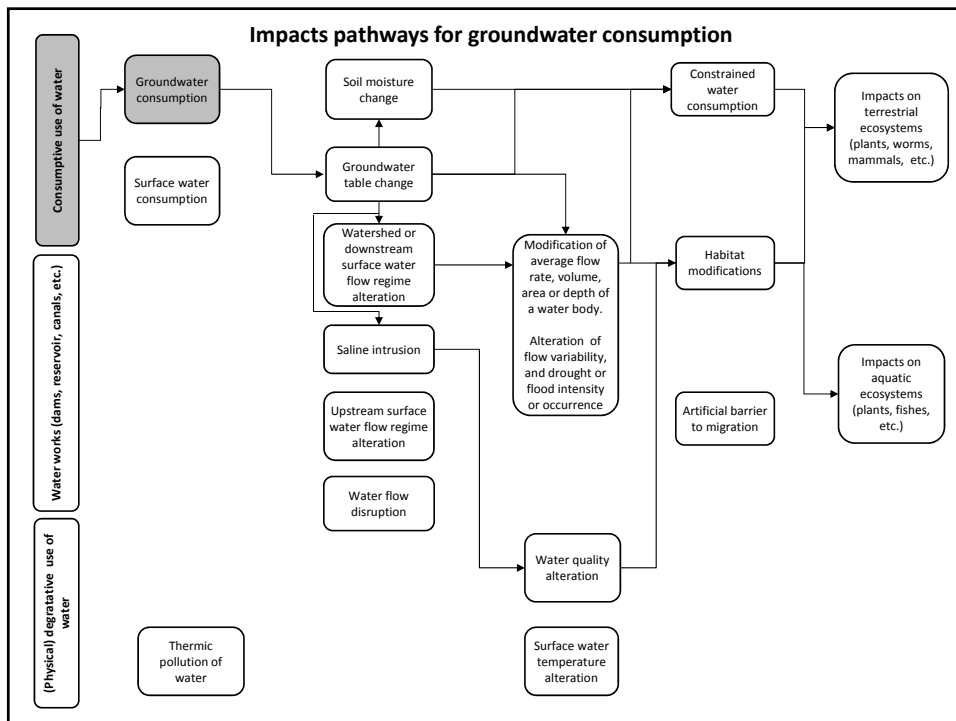 Impacts pathways for groundwater consumption
Consumptive use of water
Water works (dams, reservoir, canals, etc.)
(Physical) degratative use of
water
Groundwater
consumption
Surface water
consumption
Thermic
pollution of
water
Soil moisture
change
Groundwater
table change
Watershed or
downstream
surface water
flow regime
alteration
Saline intrusion
Upstream surface
water flow regime
alteration
Water flow
disruption
Modification of
average flow
rate, volume,
area or depth of
a water body.
Alteration of
flow variability,
and drought or
flood intensity
or occurrence
Water quality
alteration
Surface water
temperature
alteration
Constrained
water
consumption
Habitat
modifications
Artificial barrier
to migration
Impacts on
terrestrial
ecosystems
(plants, worms,
mammals, etc.)
Impacts on
aquatic
ecosystems
(plants, fishes,
etc.)